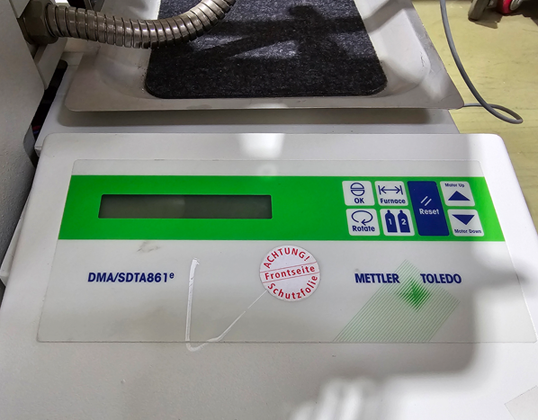 OK
Furnace
Rotate
1 2
Reset
Motor Up
Motor Down
DMA/SDTA861e
ACHTUNG!
Frontseite
Schutzfolie
METTLER TOLEDO